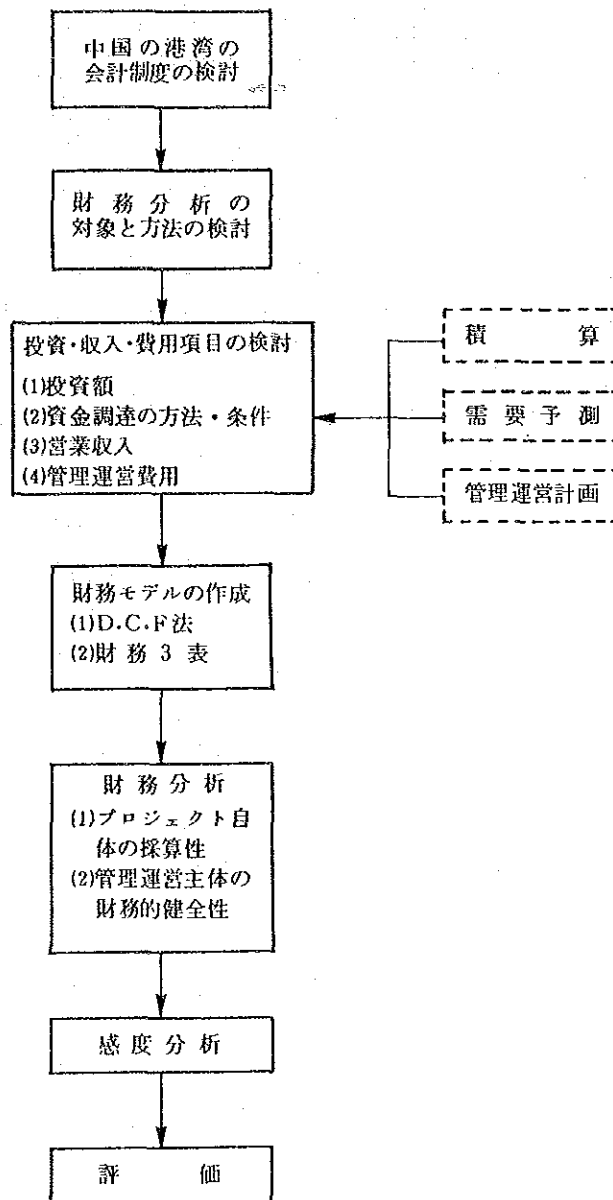 中国の港湾の
会計制度の検討
財務分析の
対象と方法の検討
投資・収入・費用項目の検討
(1)投資額
(2)資金調達の方法・条件
(3)営業収入
(4)管理運営費用
積算
需要予測
管理運営計画
財務モデルの作成
(1)D.C.F法
(2)財務3表
財務分析
(1)プロジェクト自
体の採算性
(2)管理運営主体の
財務的健全性
感度分析
評価